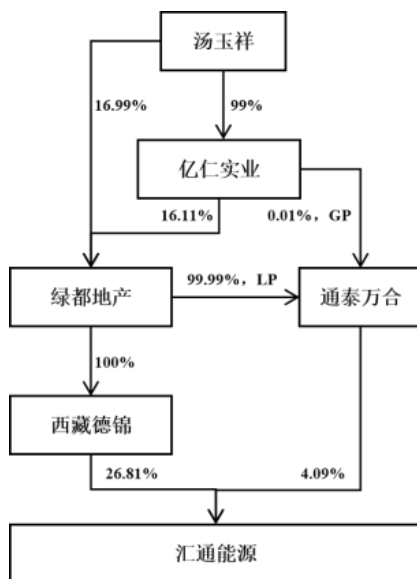 汤玉祥
16.99%
99%
亿仁实业
16.11%
0.01%，GP
绿都地产
99.99%，LP
通泰万合
100%
西藏德锦
26.81%
4.09%
汇通能源